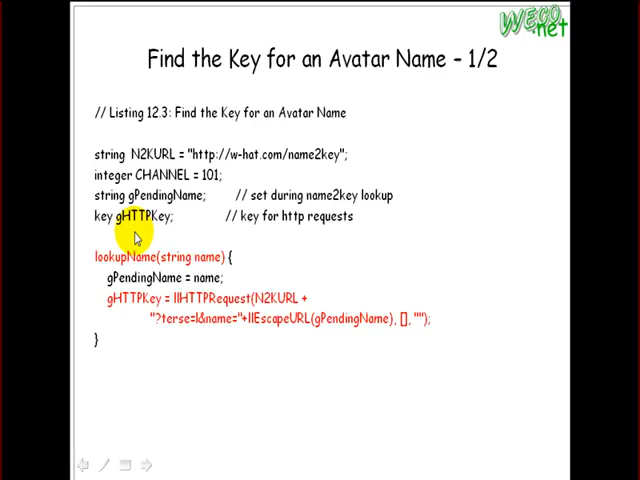 WECO
.net
Find the Key for an Avatar Name – 1/2
// Listing 12.3: Find the Key for an Avatar Name
string N2KURL = "http://w-hat.com/name2key";
integer CHANNEL = 101;
string gPendingName; // set during name2key lookup
key gHTTPKey; // key for http requests
lookupName(string name) {
gPendingName = name;
gHTTPKey = llHTTPRequest(N2KURL +
"?terse=1&name="+llEscapeURL(gPendingName), [], "");
}